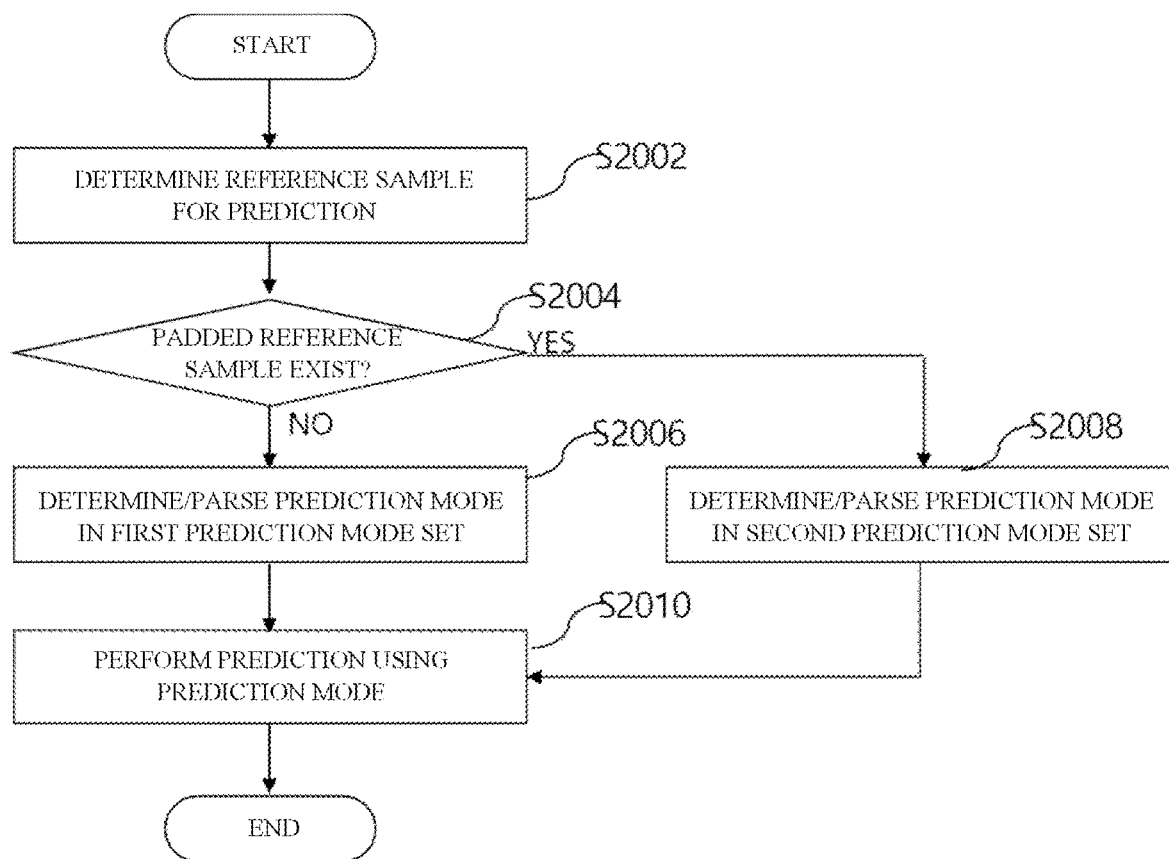 START
S2002
DETERMINE REFERENCE SAMPLE
FOR PREDICTION
S2004
PADDED REFERENCE
SAMPLE EXIST?
YES
NO
S2006
DETERMINE/PARSE PREDICTION MODE
IN FIRST PREDICTION MODE SET
S2008
DETERMINE/PARSE PREDICTION MODE
IN SECOND PREDICTION MODE SET
S2010
PERFORM PREDICTION USING
PREDICTION MODE
END